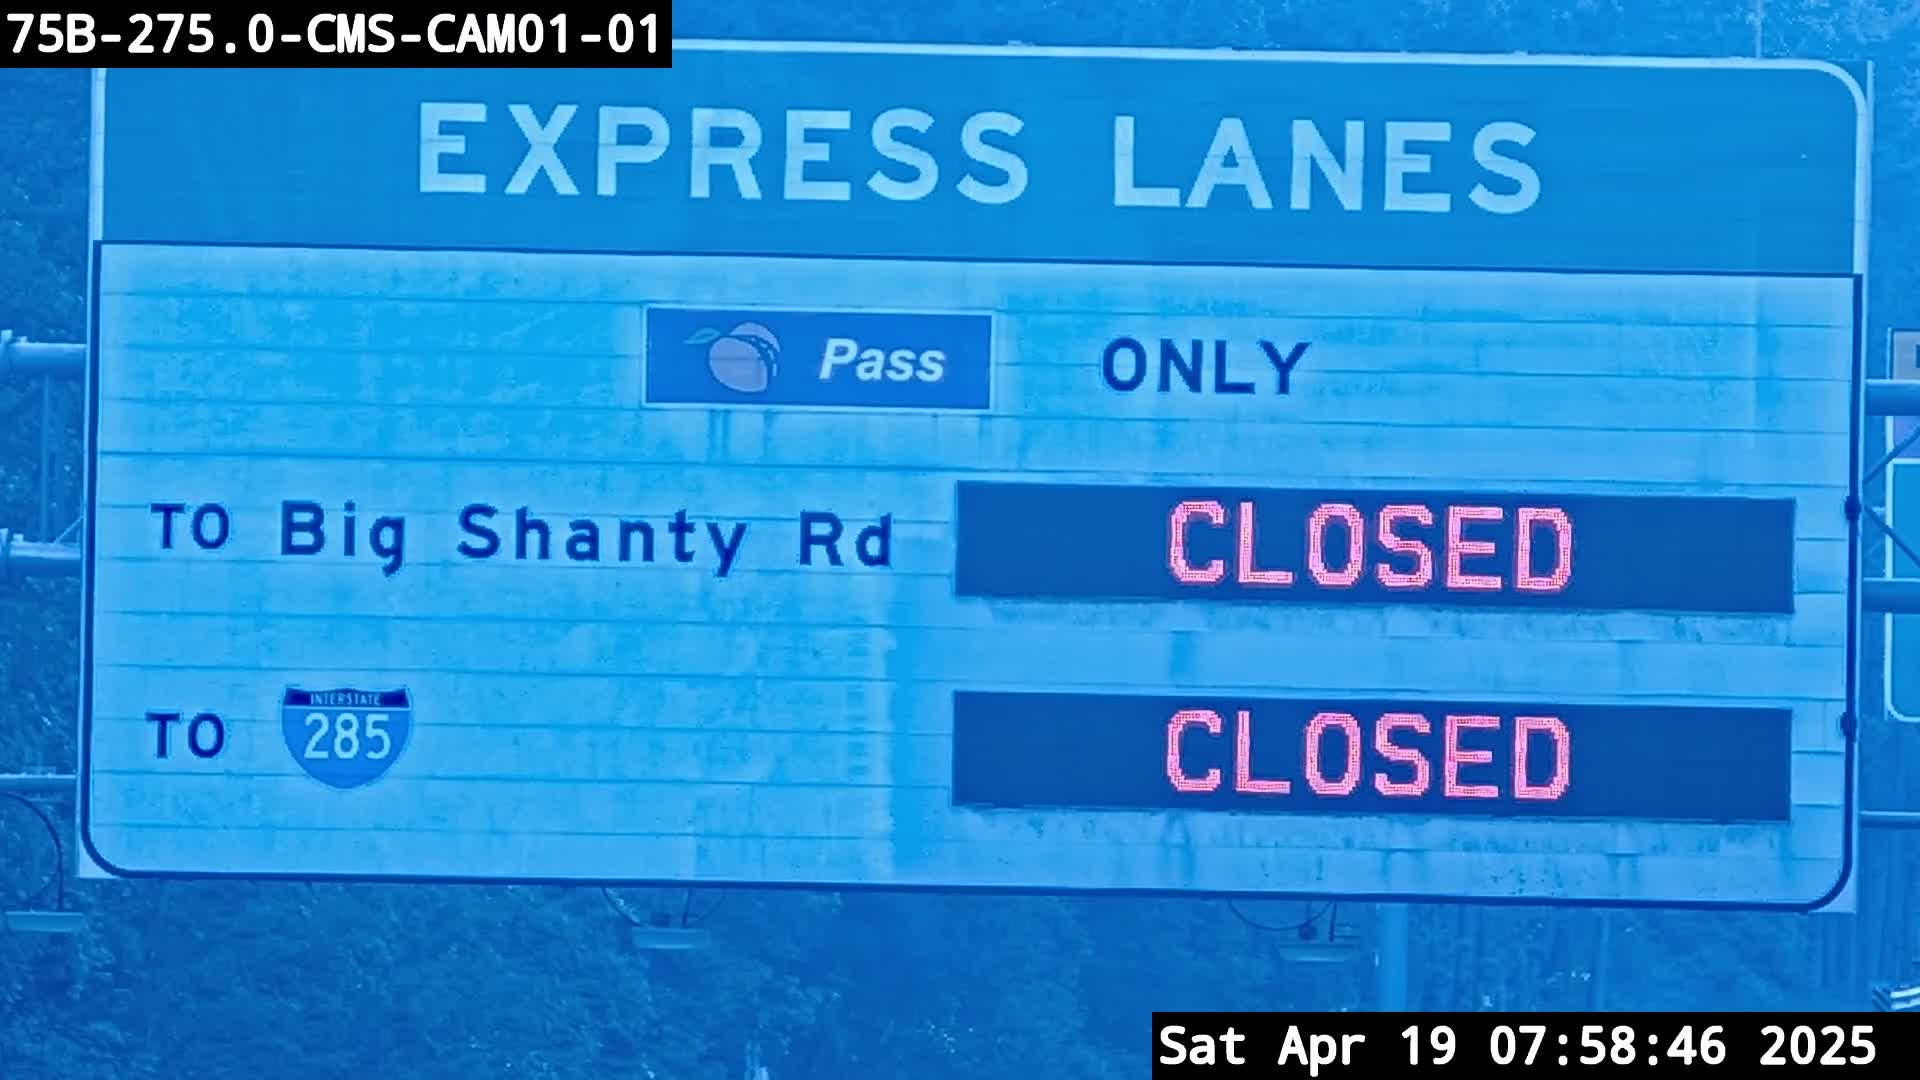 75B-275.0-CMS-CAM01-01
EXPRESS LANES
Pass ONLY
TO Big Shanty Rd CLOSED
TO INTERSTATE 285 CLOSED
Sat Apr 19 07:58:46 2025